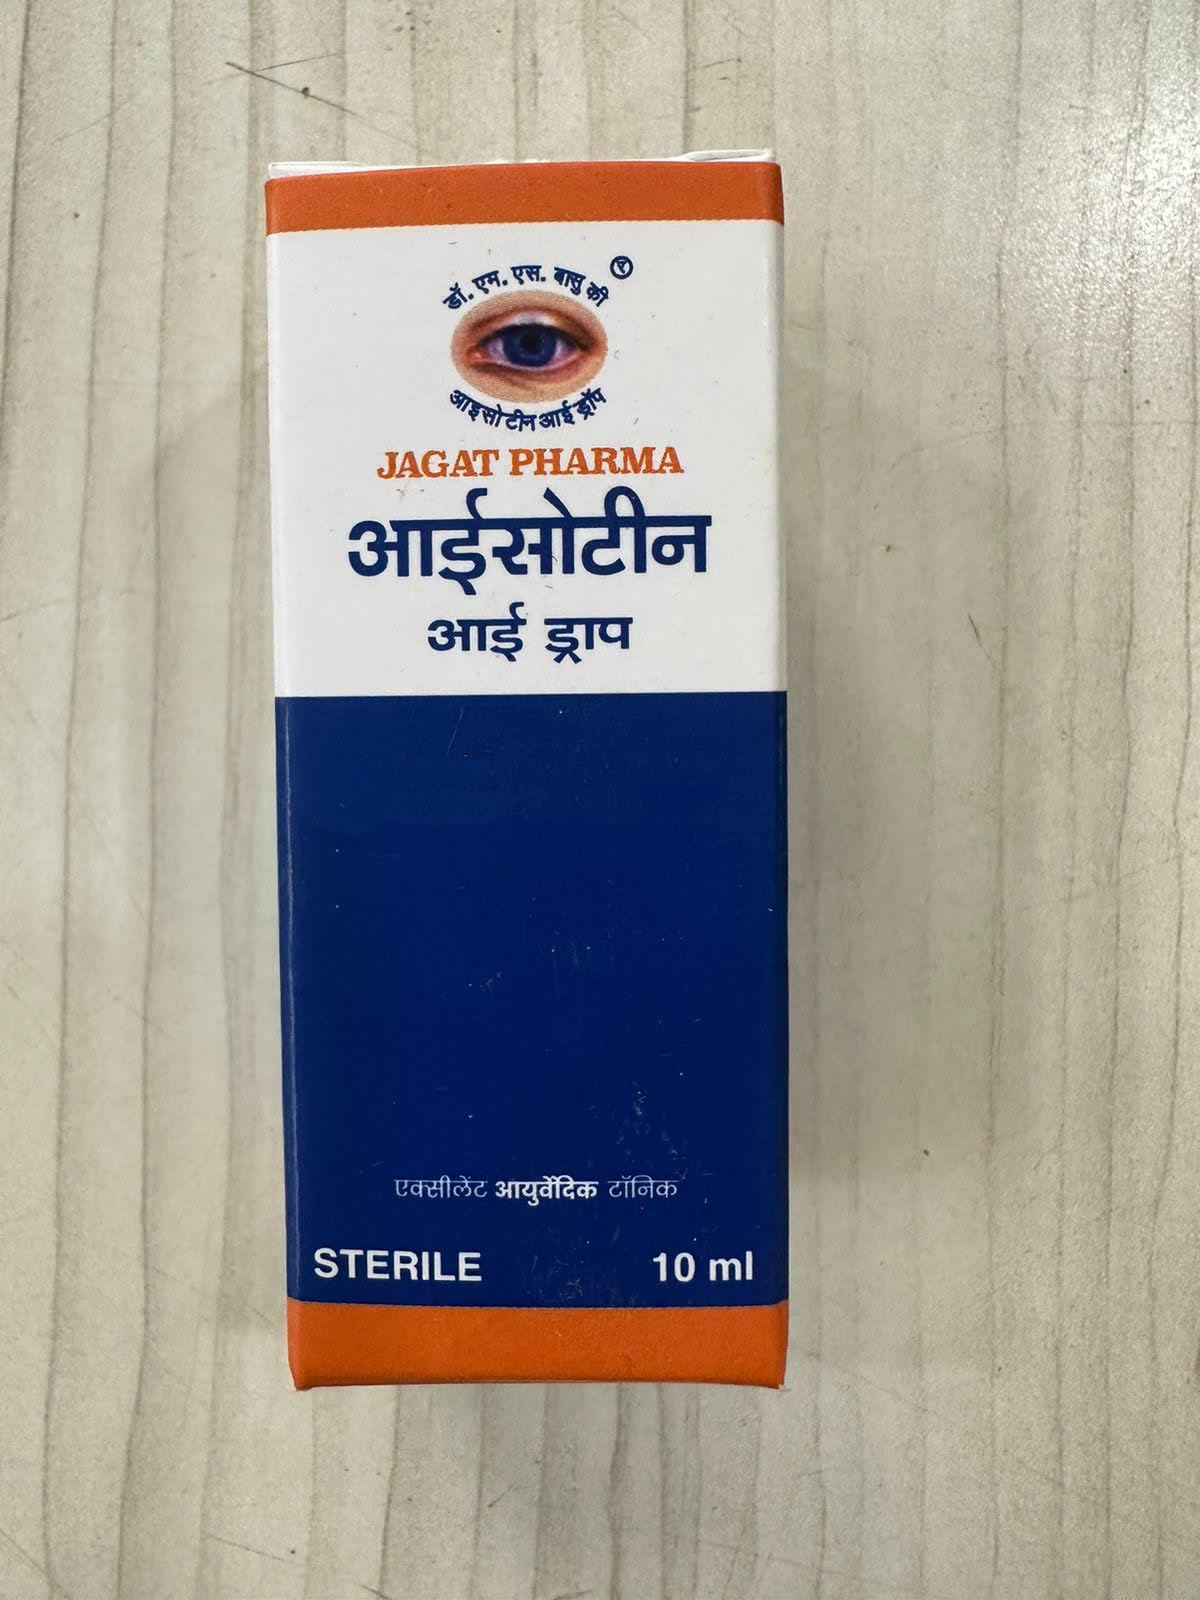 डॉ. एम. एस. बासु की
आइसोटीन आई ड्रॉप
JAGAT PHARMA
आईसोटीन
आई ड्राप
एक्सीलेंट आयुर्वेदिक टॉनिक
STERILE 10 ml